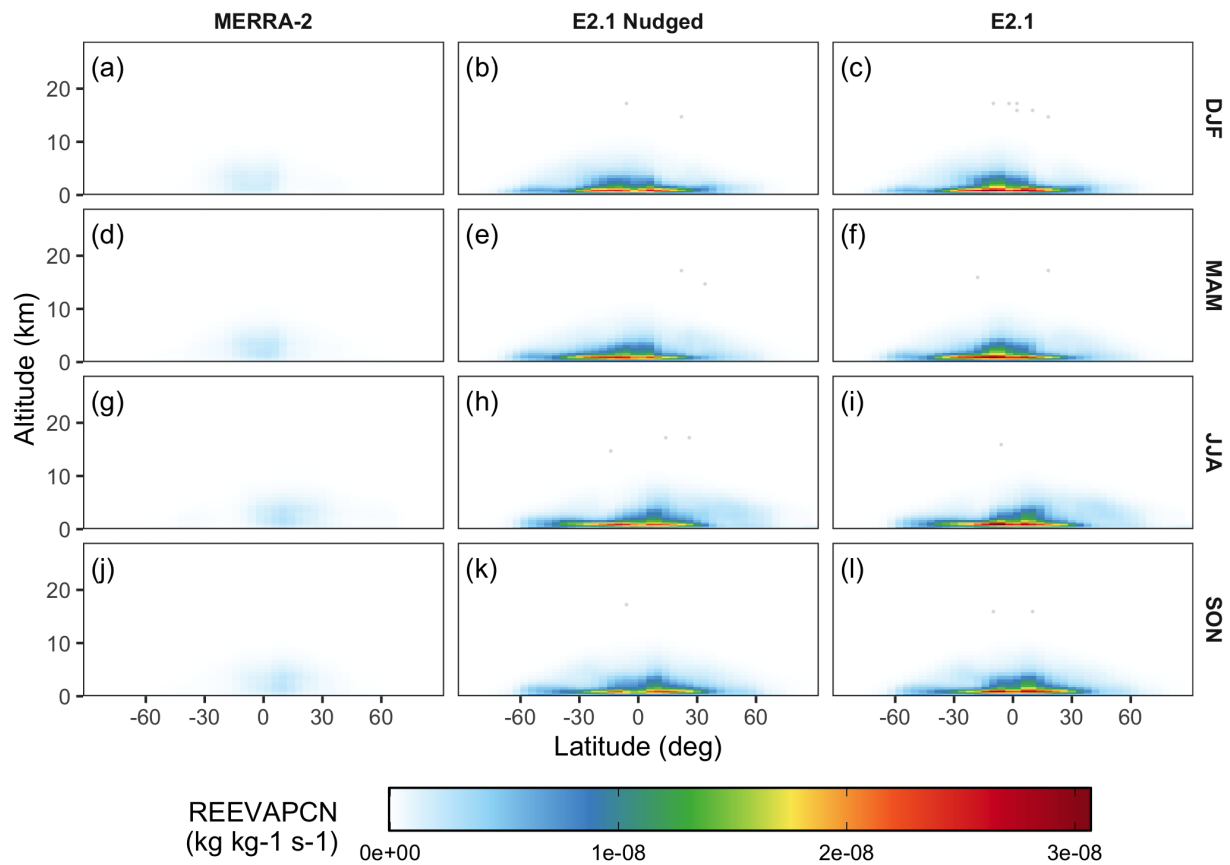 MERRA-2 E2.1 Nudged E2.1
(a) (b) (c)
20
10
0
DJF
(d) (e) (f)
20
10
0
MAM
Altitude (km)
(g) (h) (i)
20
10
0
JJA
(j) (k) (l)
20
10
0
SON
-60 -30 0 30 60 -60 -30 0 30 60 -60 -30 0 30 60
Latitude (deg)
REEVAPCN
(kg kg-1 s-1)
0e+00 1e-08 2e-08 3e-08